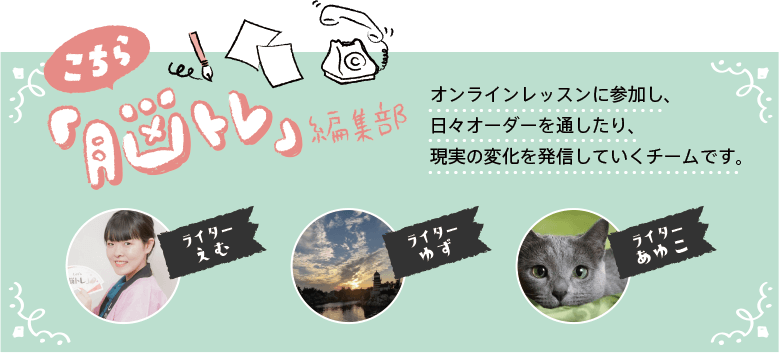 こちら
「脳トレ」編集部
オンラインレッスンに参加し、
日々オーダーを通したり、
現実の変化を発信していくチームです。
ライター
えむ
ライター
ゆず
ライター
あゆこ
脳トレ